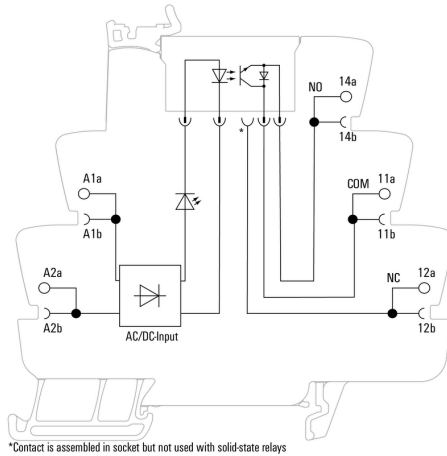 NO
14a
14b
*
A1a
A1b
COM
11a
11b
A2a
A2b
AC/DC-Input
NC
12a
12b
*Contact is assembled in socket but not used with solid-state relays